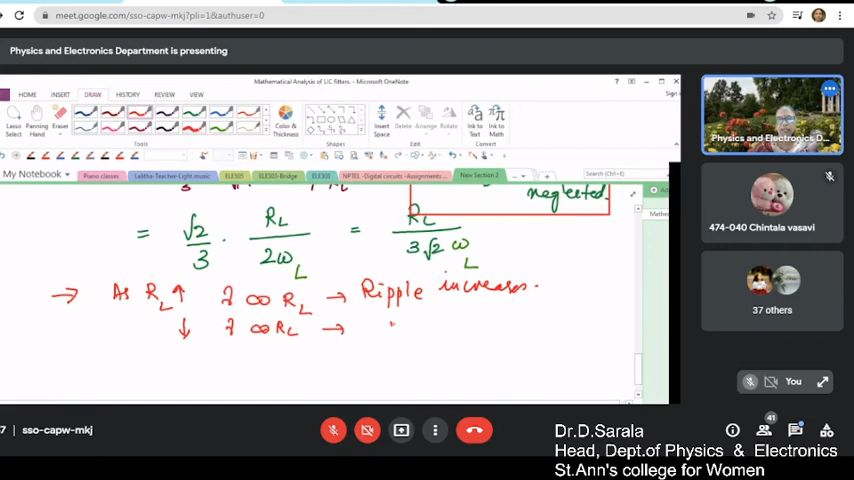 meet.google.com/sso-capw-mkj?pli=1&authuser=0
Physics and Electronics Department is presenting
Mathematical Analysis of L/C filters. - Microsoft OneNote
HOME INSERT DRAW HISTORY REVIEW VIEW
Sign
Lasso Select
Panning Hand
Eraser
Color & Thickness
Insert Space
Delete
Arrange
Rotate
Ink to Text
Ink to Math
Tools Shapes Edit Convert
My Notebook Piano classes Lalitha-Teacher-Light music ELE505 ELE505-Bridge ELE303 NPTEL -Digital circuits -Assignments ... New Section 2
Search (Ctrl+E)
neglected.
= √2/3 · R_L/2ω_L = R_L/3√2 ω_L
→ As R_L ↑ γ ∝ R_L → Ripple increases.
↓ γ ∝ R_L →
Physics and Electronics D...
474-040 Chintala vasavi
37 others
You
41
sso-capw-mkj
Dr.D.Sarala
Head, Dept.of Physics & Electronics
St.Ann's college for Women